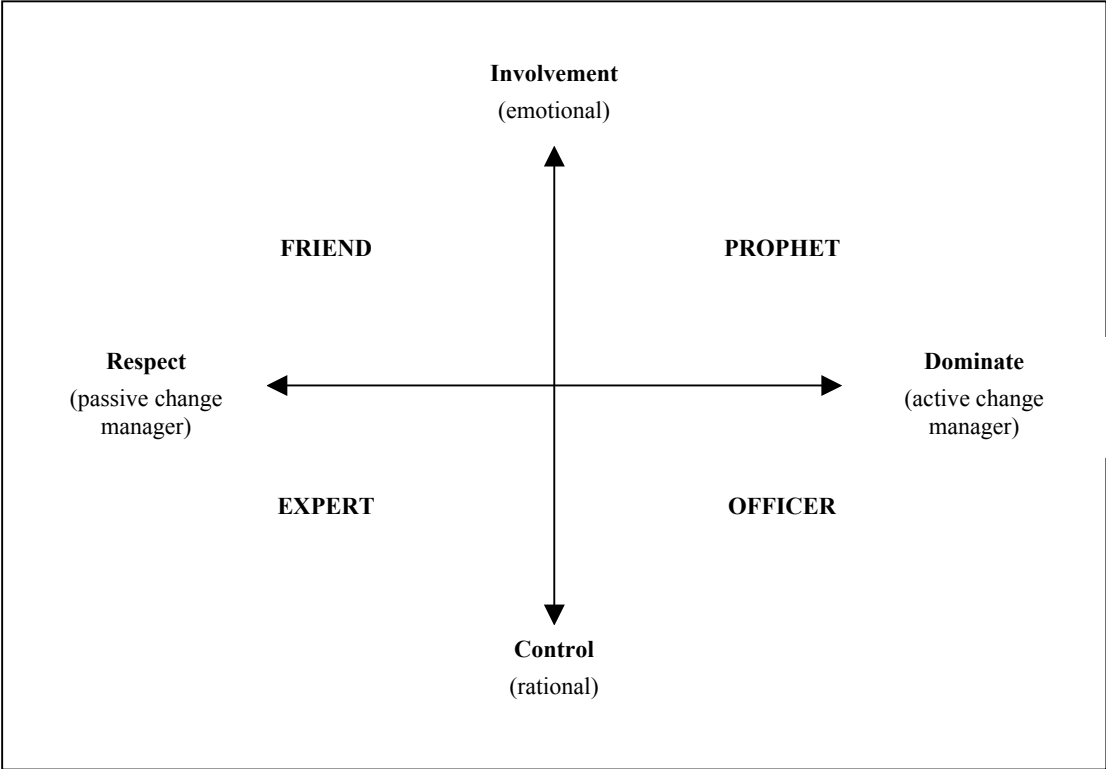 Involvement
(emotional)
FRIEND
PROPHET
Respect
(passive change
manager)
Dominate
(active change
manager)
EXPERT
OFFICER
Control
(rational)